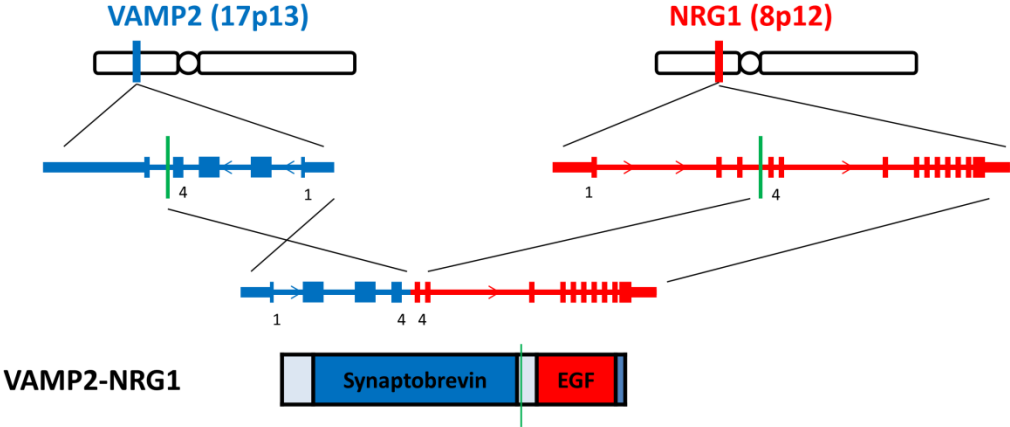 VAMP2 (17p13)
NRG1 (8p12)
4
1
1
4
1
4
4
VAMP2-NRG1
Synaptobrevin
EGF